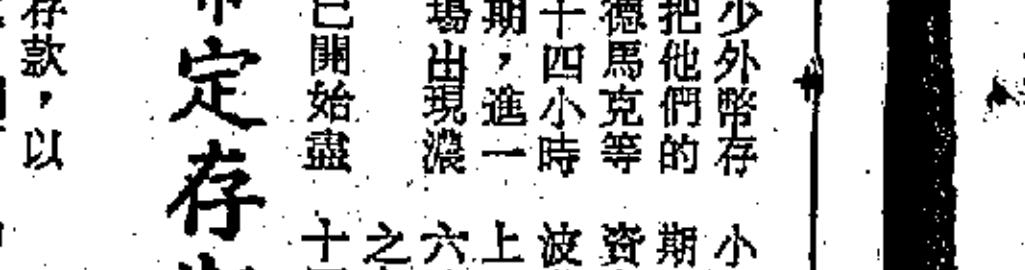 少外幣存
把他們的
德馬克等
十四小時
期，進一
場出現濃
已開始盡
小
期
資
波
上
六
之
十
定存
存款，以